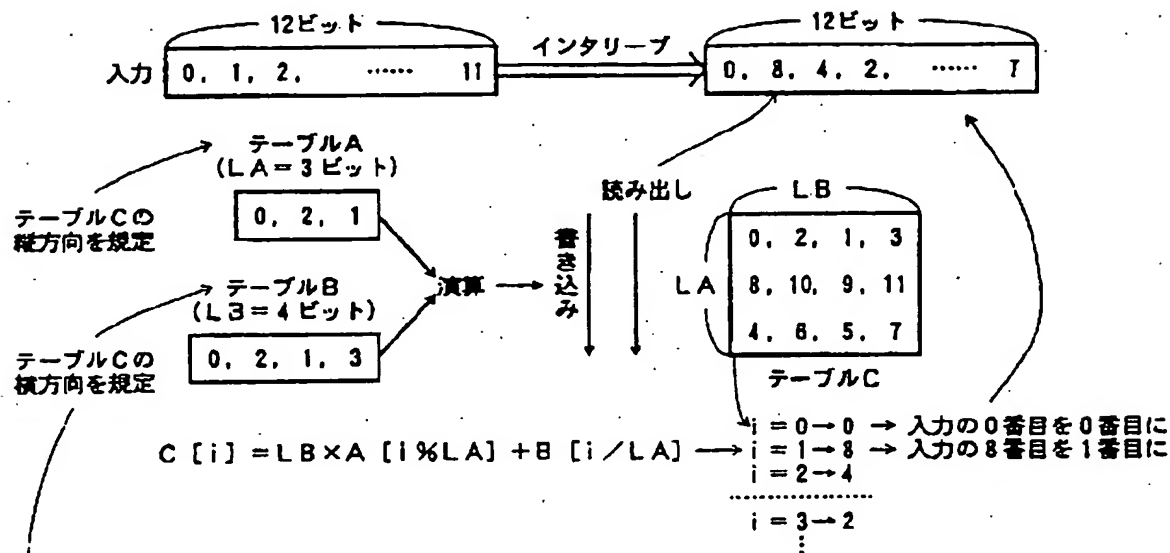 12ビット
12ビット
インタリーブ
入力
0, 1, 2, …… 11
0, 8, 4, 2, …… 7
テーブルA
(LA=3ビット)
0, 2, 1
テーブルCの
縦方向を規定
テーブルB
(LB=4ビット)
0, 2, 1, 3
テーブルCの
横方向を規定
演算
書き込み
読み出し
LB
LA
0, 2, 1, 3
8, 10, 9, 11
4, 6, 5, 7
テーブルC
C [i] =LB×A [i%LA] +B [i/LA]
i=0→0 → 入力の0番目を0番目に
i=1→8 → 入力の8番目を1番目に
i=2→4
i=3→2